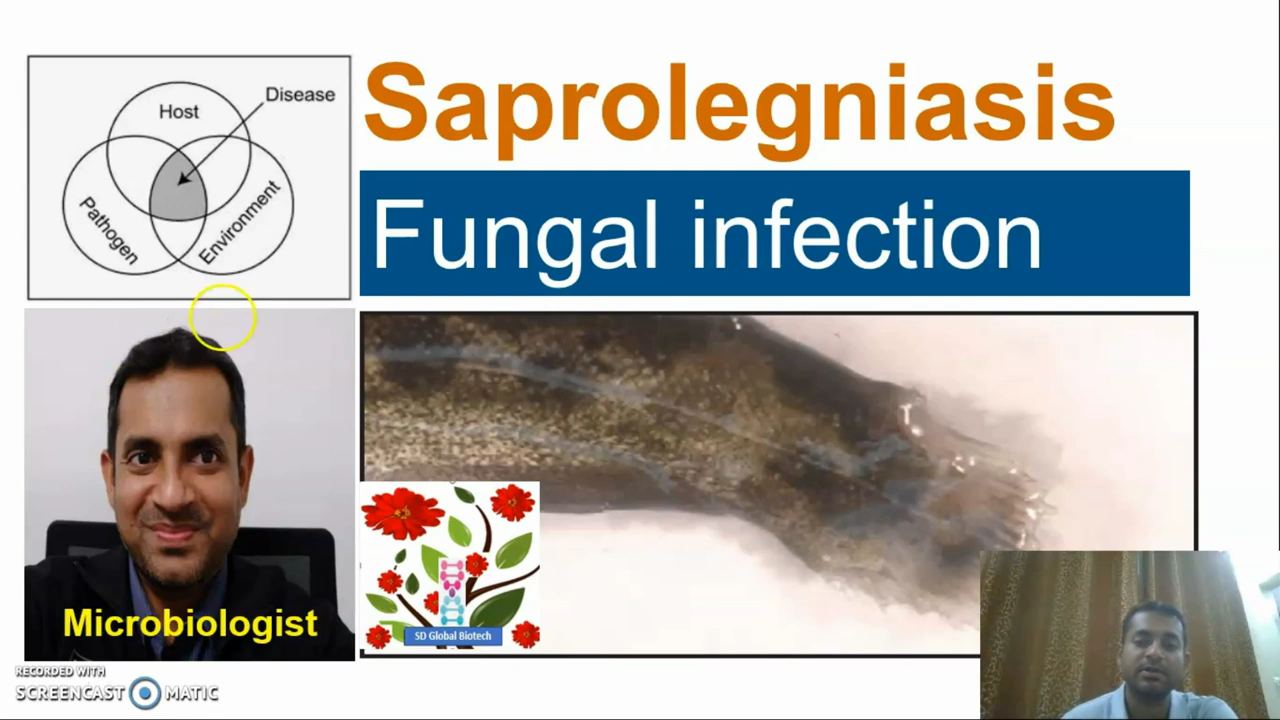 Host
Disease
Pathogen
Environment
Saprolegniasis
Fungal infection
Microbiologist
SD Global Biotech
RECORDED WITH
SCREENCAST MATIC